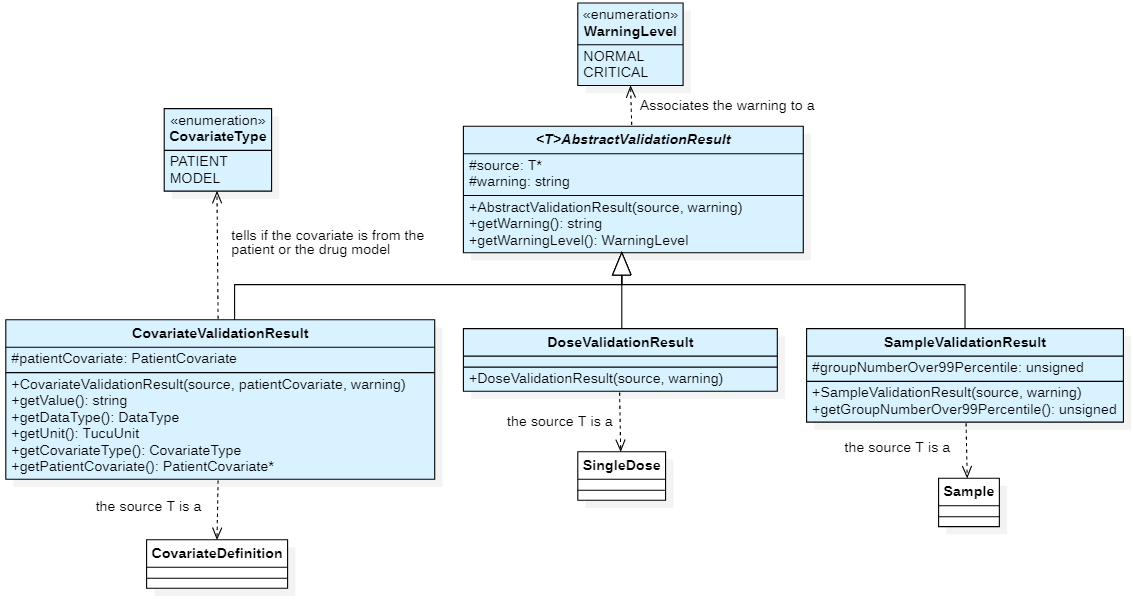 «enumeration»
WarningLevel
NORMAL
CRITICAL
Associates the warning to a
«enumeration»
CovariateType
PATIENT
MODEL
<T>AbstractValidationResult
#source: T*
#warning: string
+AbstractValidationResult(source, warning)
+getWarning(): string
+getWarningLevel(): WarningLevel
tells if the covariate is from the
patient or the drug model
CovariateValidationResult
#patientCovariate: PatientCovariate
+CovariateValidationResult(source, patientCovariate, warning)
+getValue(): string
+getDataType(): DataType
+getUnit(): TucuUnit
+getCovariateType(): CovariateType
+getPatientCovariate(): PatientCovariate*
DoseValidationResult
+DoseValidationResult(source, warning)
SampleValidationResult
#groupNumberOver99Percentile: unsigned
+SampleValidationResult(source, warning)
+getGroupNumberOver99Percentile(): unsigned
the source T is a
the source T is a
the source T is a
SingleDose
Sample
CovariateDefinition